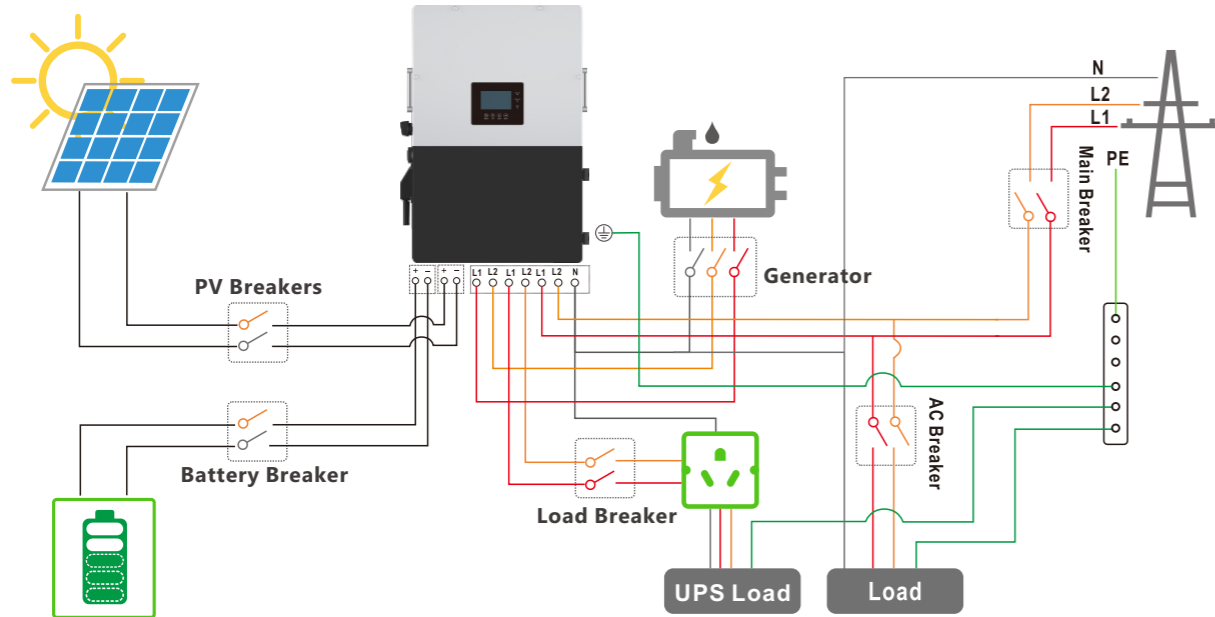 N
L2
L1
PE
Main Breaker
Generator
+ − + −
L1 L2 L1 L2 L1 L2 N
PV Breakers
AC Breaker
Battery Breaker
Load Breaker
UPS Load
Load